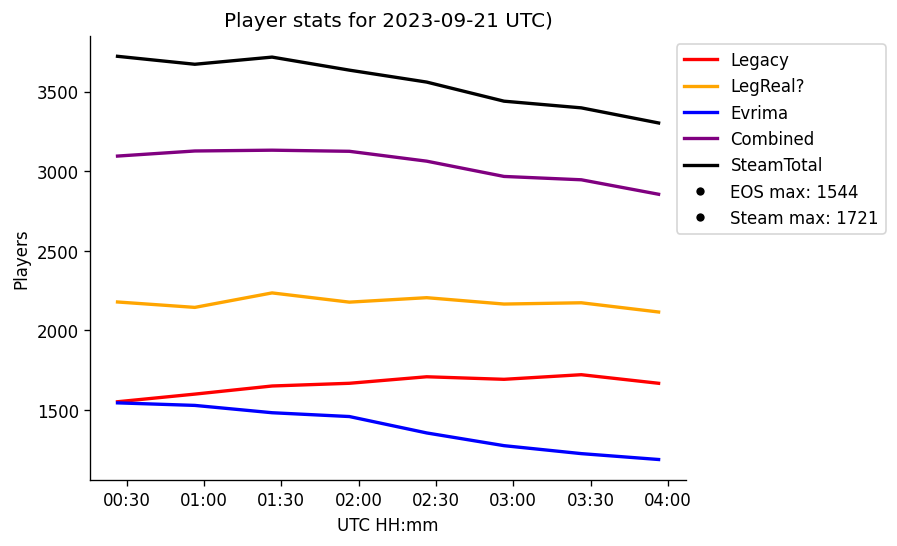 Player stats for 2023-09-21 UTC)
Legacy
LegReal?
Evrima
Combined
SteamTotal
EOS max: 1544
Steam max: 1721
3500
3000
2500
2000
1500
Players
00:30 01:00 01:30 02:00 02:30 03:00 03:30 04:00
UTC HH:mm